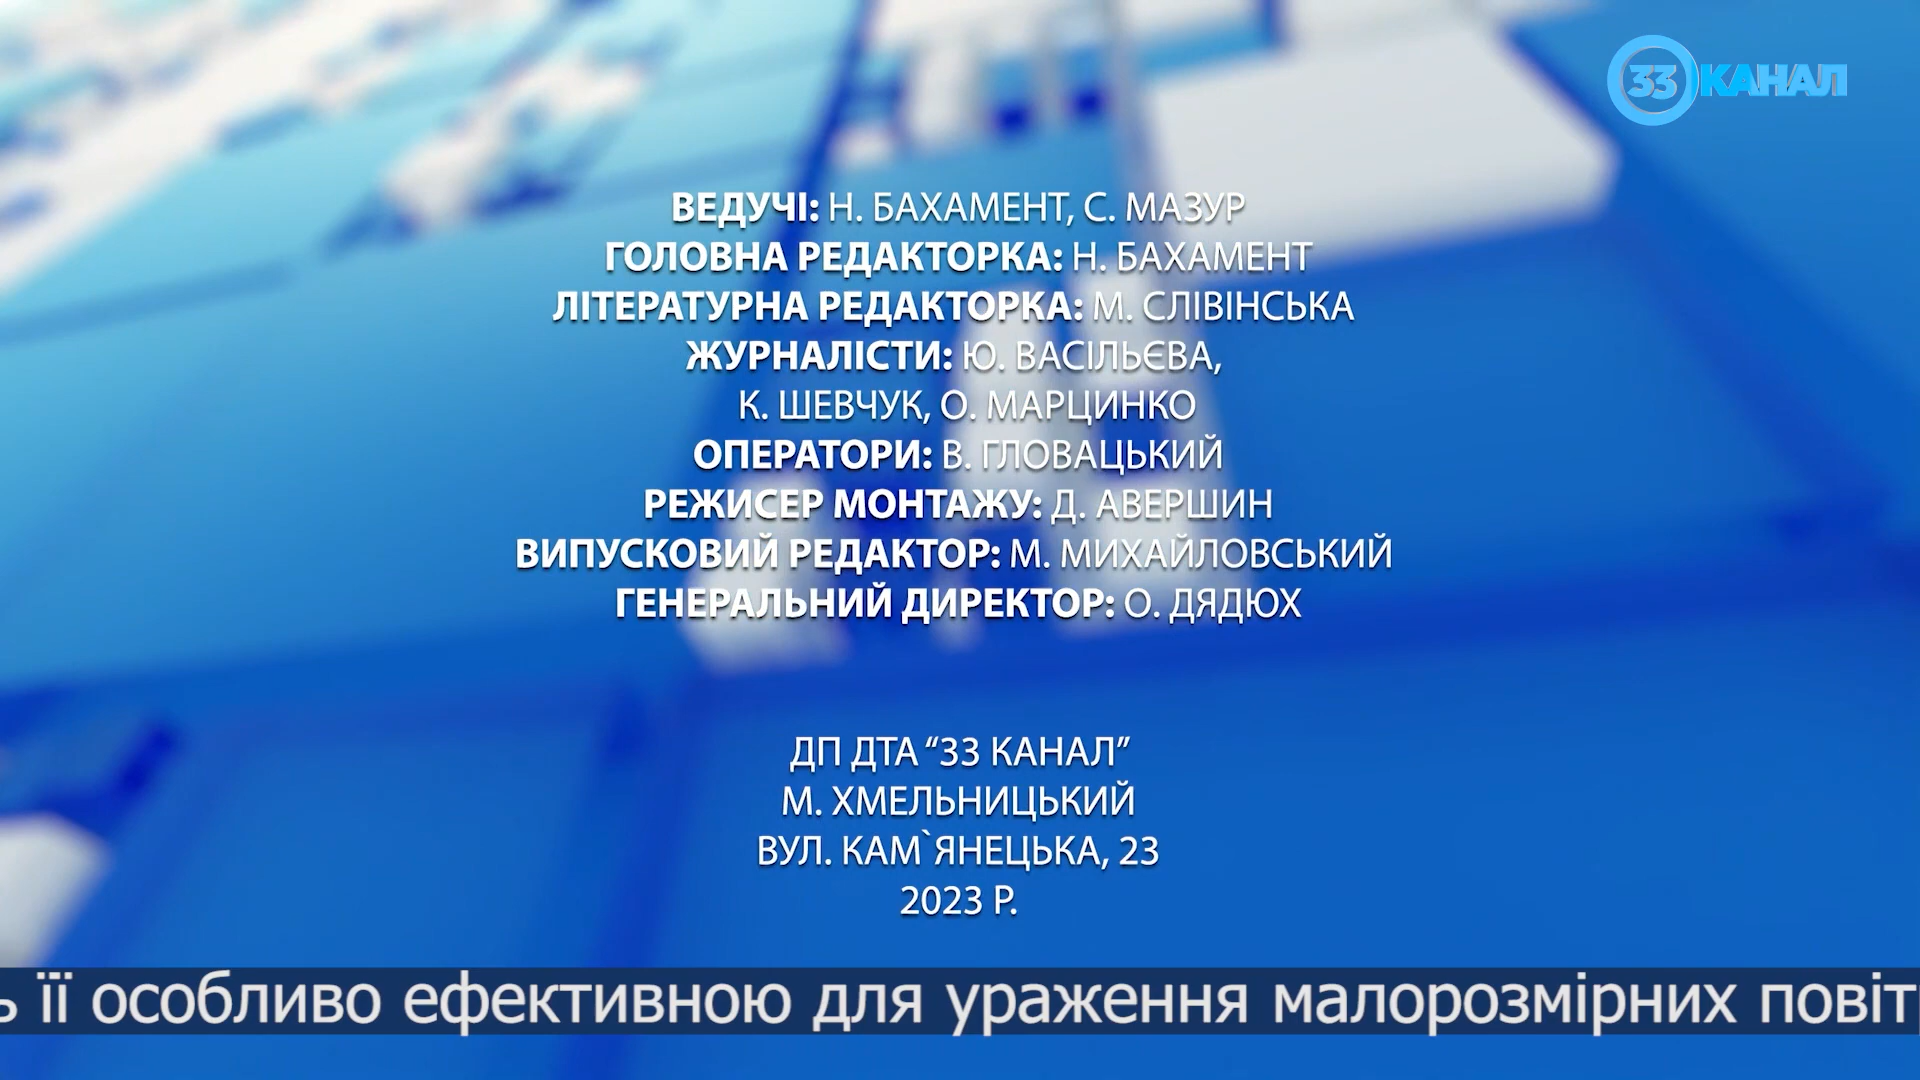 33 КАНАЛ
ВЕДУЧІ: Н. БАХАМЕНТ, С. МАЗУР
ГОЛОВНА РЕДАКТОРКА: Н. БАХАМЕНТ
ЛІТЕРАТУРНА РЕДАКТОРКА: М. СЛІВІНСЬКА
ЖУРНАЛІСТИ: Ю. ВАСІЛЬЄВА,
К. ШЕВЧУК, О. МАРЦИНКО
ОПЕРАТОРИ: В. ГЛОВАЦЬКИЙ
РЕЖИСЕР МОНТАЖУ: Д. АВЕРШИН
ВИПУСКОВИЙ РЕДАКТОР: М. МИХАЙЛОВСЬКИЙ
ГЕНЕРАЛЬНИЙ ДИРЕКТОР: О. ДЯДЮХ
ДП ДТА “33 КАНАЛ”
М. ХМЕЛЬНИЦЬКИЙ
ВУЛ. КАМ`ЯНЕЦЬКА, 23
2023 Р.
ь її особливо ефективною для ураження малорозмірних повіт